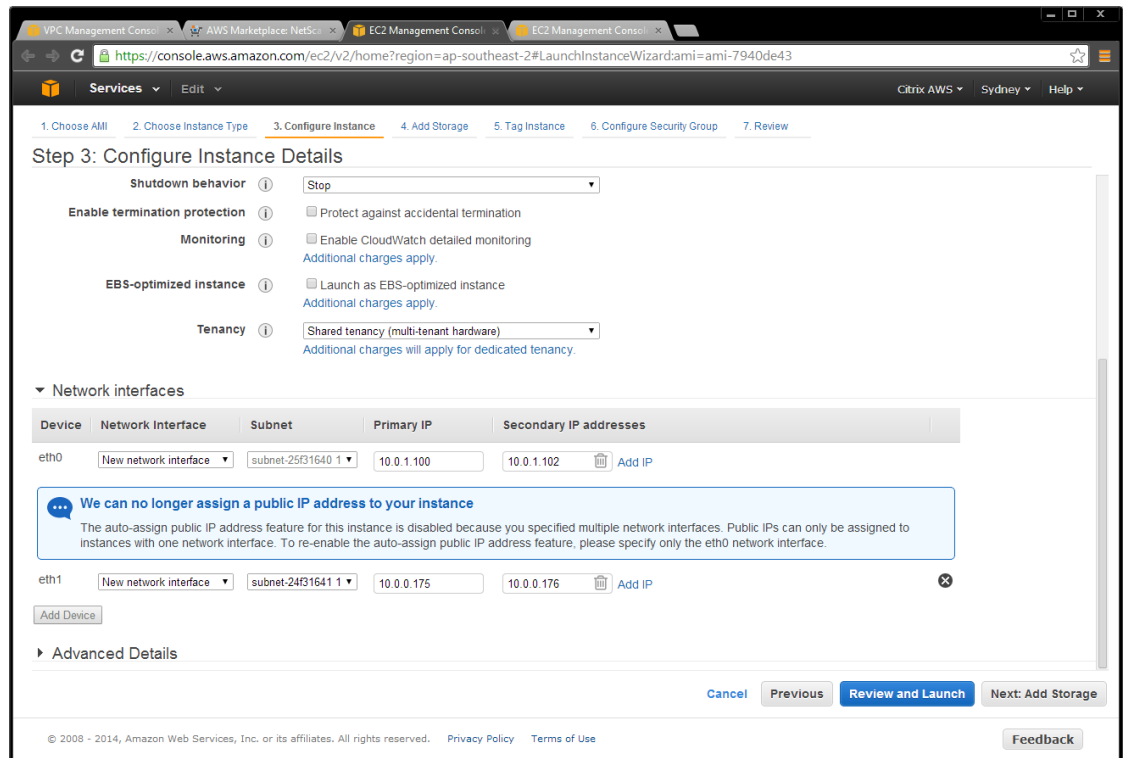 VPC Management Consol AWS Marketplace: NetSca EC2 Management Consol EC2 Management Consol
https://console.aws.amazon.com/ec2/v2/home?region=ap-southeast-2#LaunchInstanceWizard:ami=ami-7940de43
Services Edit Citrix AWS Sydney Help
1. Choose AMI 2. Choose Instance Type 3. Configure Instance 4. Add Storage 5. Tag Instance 6. Configure Security Group 7. Review
Step 3: Configure Instance Details
Shutdown behavior i Stop
Enable termination protection i Protect against accidental termination
Monitoring i Enable CloudWatch detailed monitoring
Additional charges apply.
EBS-optimized instance i Launch as EBS-optimized instance
Additional charges apply.
Tenancy i Shared tenancy (multi-tenant hardware)
Additional charges will apply for dedicated tenancy.
Network interfaces
Device Network Interface Subnet Primary IP Secondary IP addresses
eth0 New network interface subnet-25f31640 1 10.0.1.100 10.0.1.102 Add IP
We can no longer assign a public IP address to your instance
The auto-assign public IP address feature for this instance is disabled because you specified multiple network interfaces. Public IPs can only be assigned to
instances with one network interface. To re-enable the auto-assign public IP address feature, please specify only the eth0 network interface.
eth1 New network interface subnet-24f31641 1 10.0.0.175 10.0.0.176 Add IP
Add Device
Advanced Details
Cancel Previous Review and Launch Next: Add Storage
© 2008 - 2014, Amazon Web Services, Inc. or its affiliates. All rights reserved. Privacy Policy Terms of Use Feedback